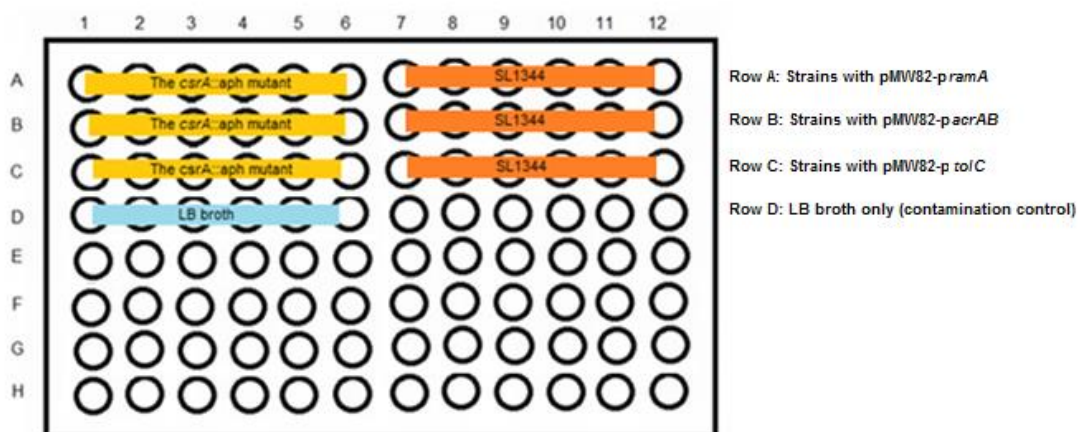 1 2 3 4 5 6 7 8 9 10 11 12
A The csrA::aph mutant SL1344 Row A: Strains with pMW82-pramA
B The csrA::aph mutant SL1344 Row B: Strains with pMW82-pacrAB
C The csrA::aph mutant SL1344 Row C: Strains with pMW82-p tolC
D LB broth Row D: LB broth only (contamination control)
E
F
G
H